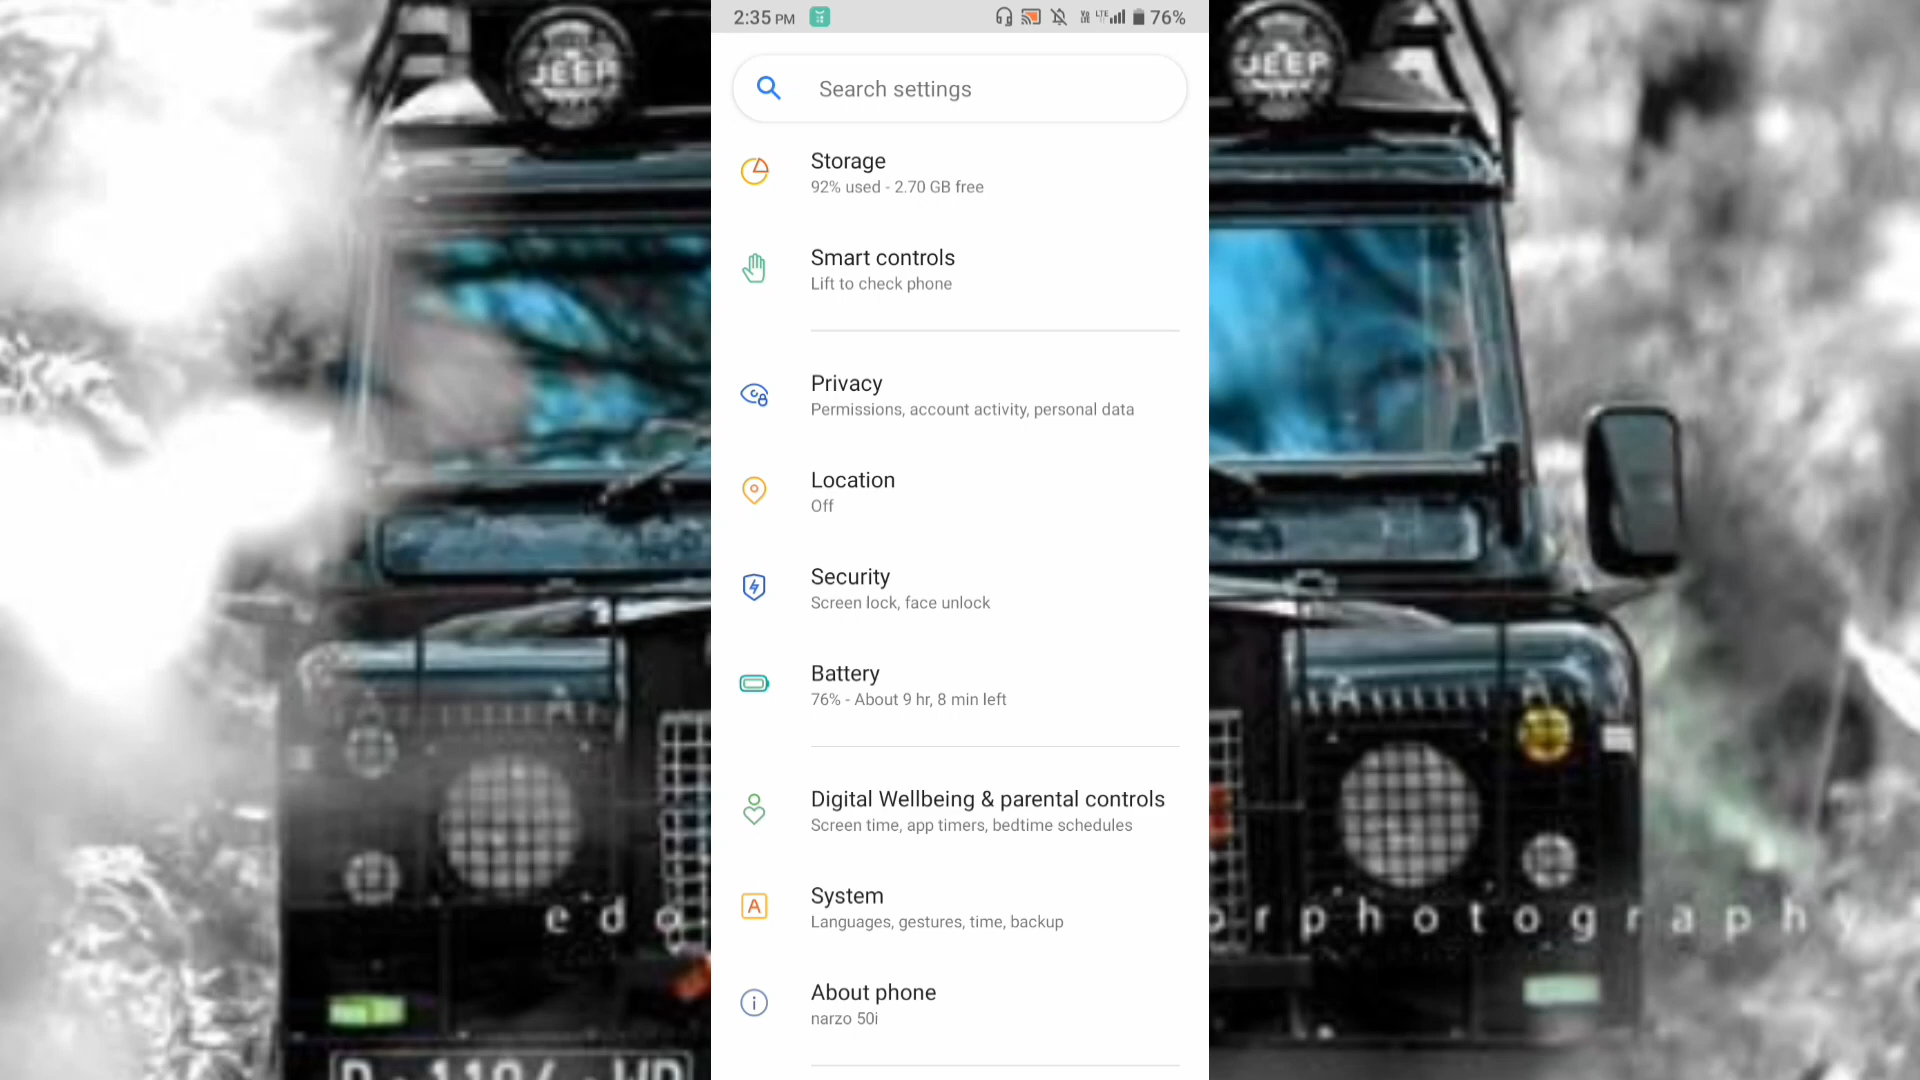 2:35 PM
LTE
76%
JEEP
JEEP
Search settings
Storage
92% used - 2.70 GB free
Smart controls
Lift to check phone
Privacy
Permissions, account activity, personal data
Location
Off
Security
Screen lock, face unlock
Battery
76% - About 9 hr, 8 min left
Digital Wellbeing & parental controls
Screen time, app timers, bedtime schedules
System
Languages, gestures, time, backup
edo
orphotography
About phone
narzo 50i